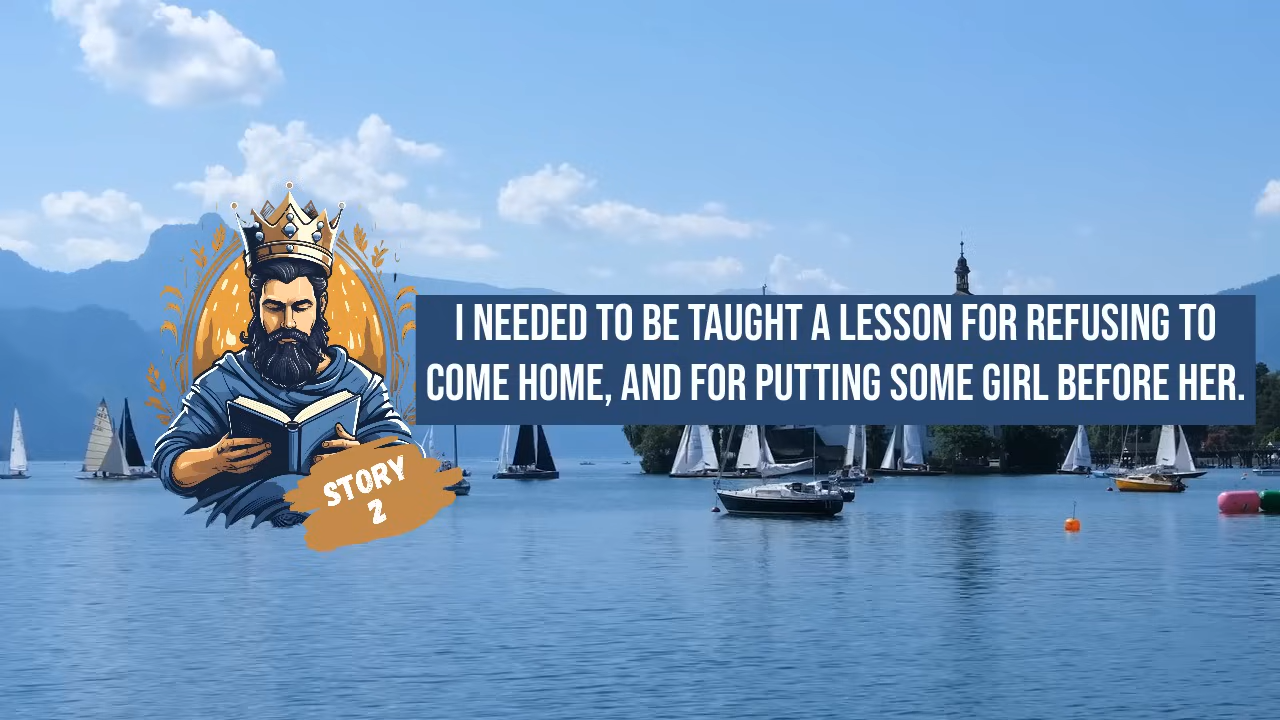 I NEEDED TO BE TAUGHT A LESSON FOR REFUSING TO
COME HOME, AND FOR PUTTING SOME GIRL BEFORE HER.
STORY
2